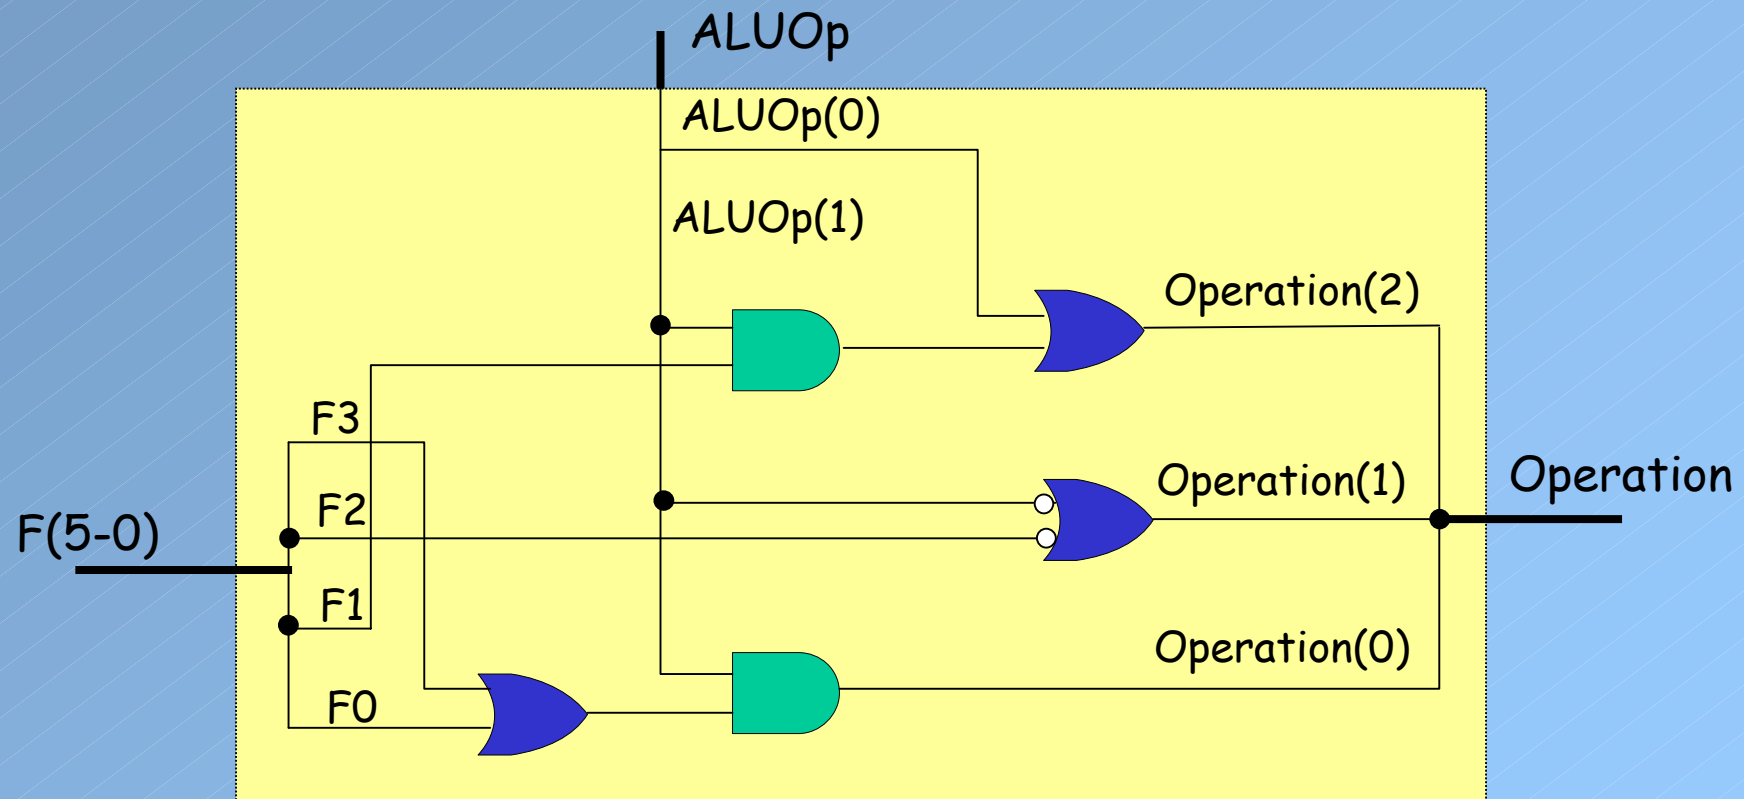 ALUOp
ALUOp(0)
ALUOp(1)
Operation(2)
F3
Operation(1)
Operation
F2
F(5-0)
F1
Operation(0)
F0